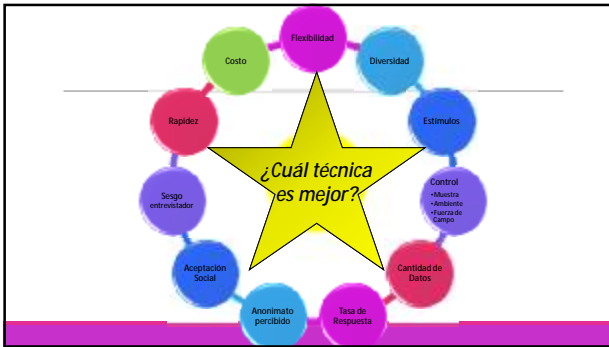 Flexibilidad
Diversidad
Estímulos
Control
•Muestra
•Ambiente
•Fuerza de
Campo
Cantidad de
Datos
Tasa de
Respuesta
Anonimato
percibido
Aceptación
Social
Sesgo
entrevistador
Rapidez
Costo
¿Cuál técnica
es mejor?